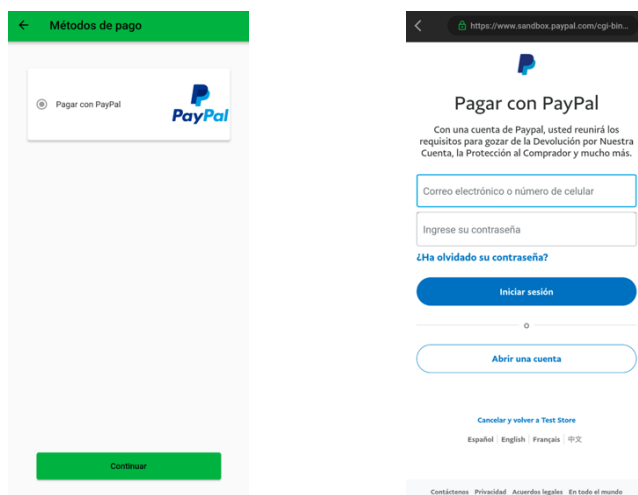 Métodos de pago
Pagar con PayPal
PayPal
Continuar
https://www.sandbox.paypal.com/cgi-bin...
Pagar con PayPal
Con una cuenta de Paypal, usted reunirá los
requisitos para gozar de la Devolución por Nuestra
Cuenta, la Protección al Comprador y mucho más.
Correo electrónico o número de celular
Ingrese su contraseña
¿Ha olvidado su contraseña?
Iniciar sesión
o
Abrir una cuenta
Cancelar y volver a Test Store
Español English Français 中文
Contáctenos Privacidad Acuerdos legales En todo el mundo